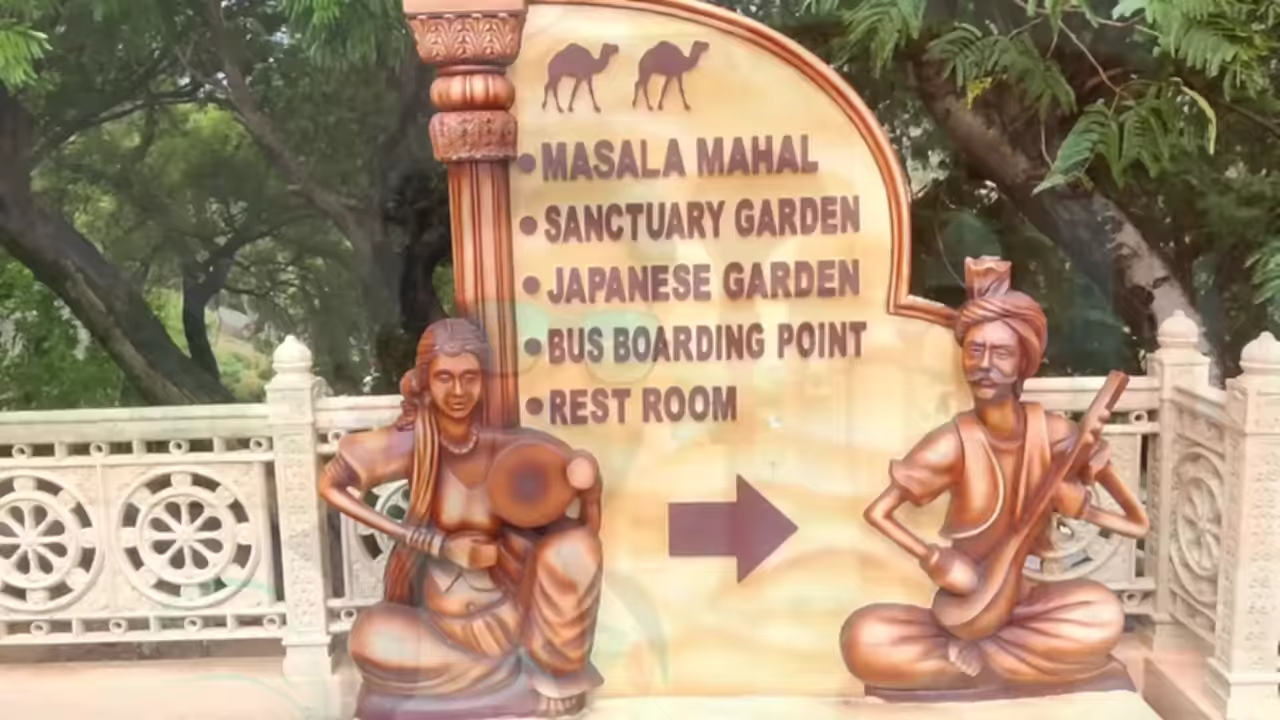 • MASALA MAHAL
• SANCTUARY GARDEN
• JAPANESE GARDEN
• BUS BOARDING POINT
• REST ROOM